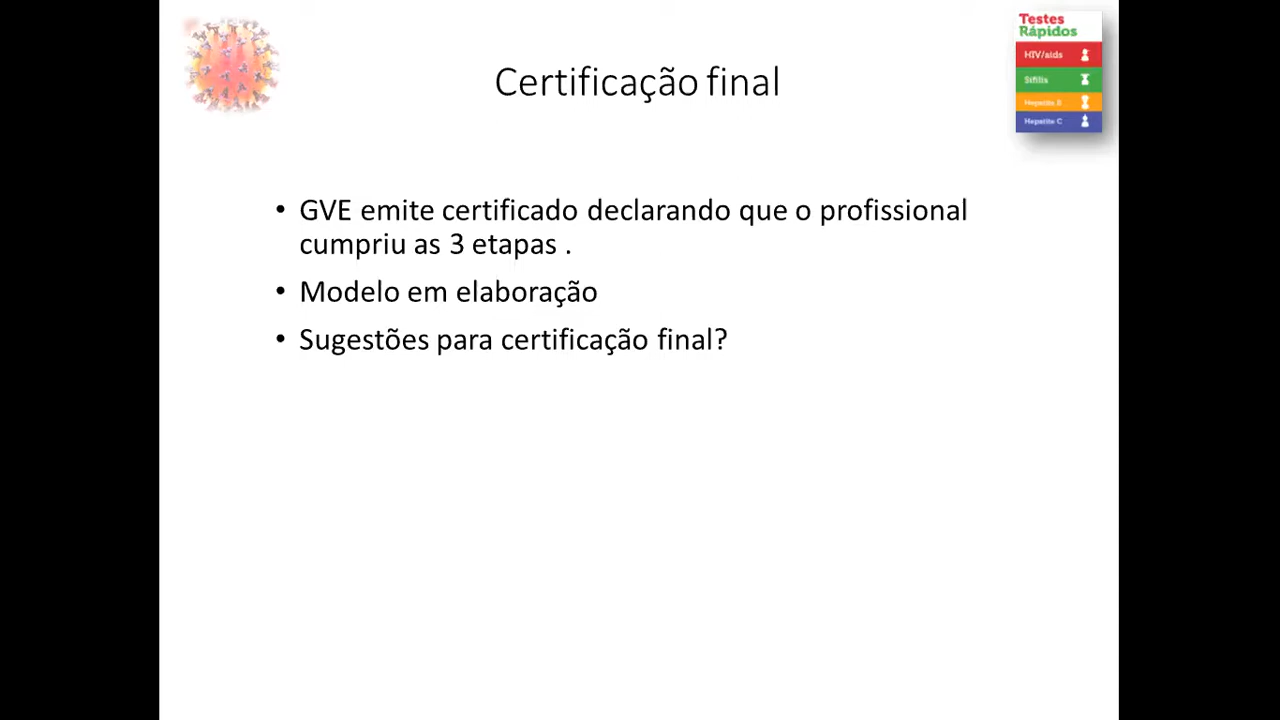 Testes
Rápidos
HIV/aids
Sífilis
Hepatite B
Hepatite C
Certificação final
• GVE emite certificado declarando que o profissional
cumpriu as 3 etapas .
• Modelo em elaboração
• Sugestões para certificação final?